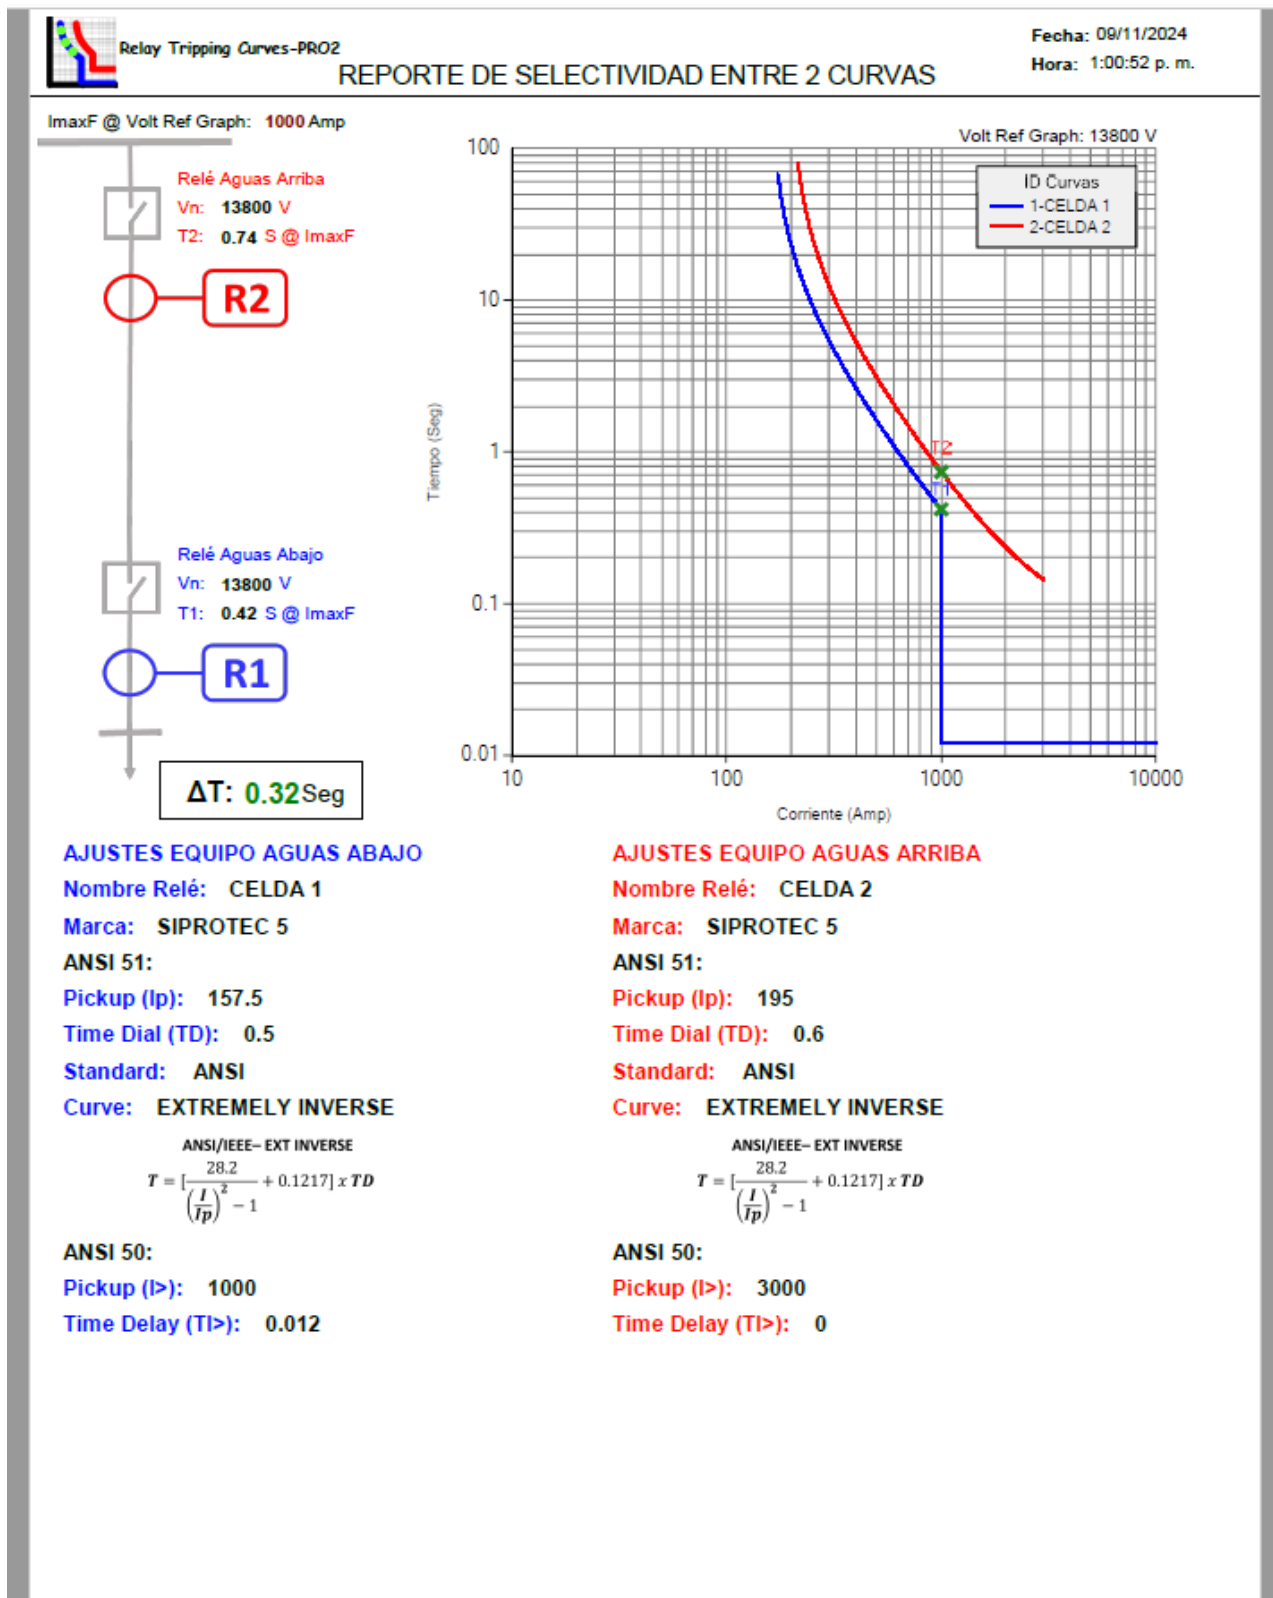 Relay Tripping Curves-PRO2
REPORTE DE SELECTIVIDAD ENTRE 2 CURVAS
Fecha: 09/11/2024
Hora: 1:00:52 p. m.
ImaxF @ Volt Ref Graph: 1000 Amp
Relé Aguas Arriba
Vn: 13800 V
T2: 0.74 S @ ImaxF
R2
Relé Aguas Abajo
Vn: 13800 V
T1: 0.42 S @ ImaxF
R1
ΔT: 0.32 Seg
Volt Ref Graph: 13800 V
ID Curvas
1-CELDA 1
2-CELDA 2
100
10
1
0.1
0.01
Tiempo (Seg)
T2
T1
10 100 1000 10000
Corriente (Amp)
AJUSTES EQUIPO AGUAS ABAJO
Nombre Relé: CELDA 1
Marca: SIPROTEC 5
ANSI 51:
Pickup (Ip): 157.5
Time Dial (TD): 0.5
Standard: ANSI
Curve: EXTREMELY INVERSE
ANSI/IEEE– EXT INVERSE
T = [28.2 / ((I/Ip)² − 1) + 0.1217] x TD
ANSI 50:
Pickup (I>): 1000
Time Delay (TI>): 0.012
AJUSTES EQUIPO AGUAS ARRIBA
Nombre Relé: CELDA 2
Marca: SIPROTEC 5
ANSI 51:
Pickup (Ip): 195
Time Dial (TD): 0.6
Standard: ANSI
Curve: EXTREMELY INVERSE
ANSI/IEEE– EXT INVERSE
T = [28.2 / ((I/Ip)² − 1) + 0.1217] x TD
ANSI 50:
Pickup (I>): 3000
Time Delay (TI>): 0